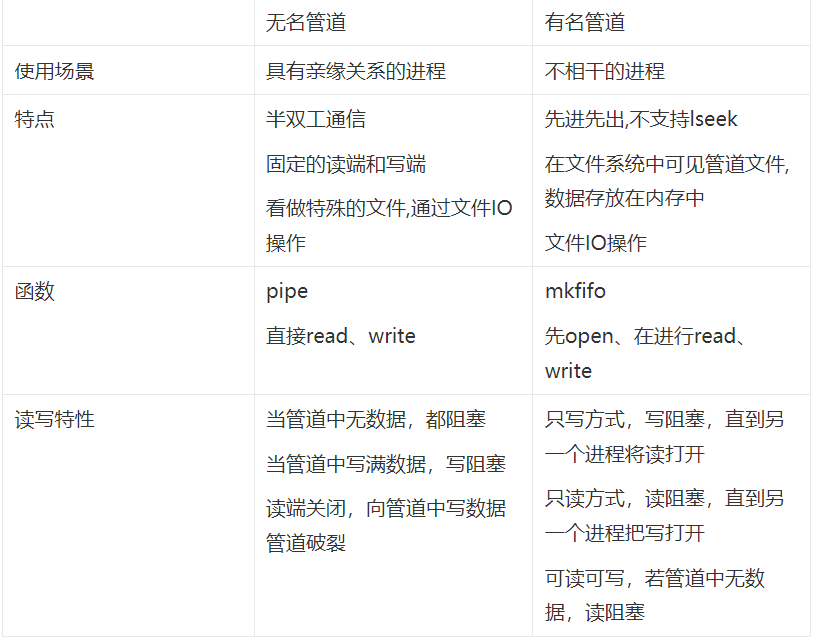 无名管道
有名管道
使用场景
具有亲缘关系的进程
不相干的进程
特点
半双工通信
固定的读端和写端
看做特殊的文件,通过文件IO
操作
先进先出,不支持lseek
在文件系统中可见管道文件,
数据存放在内存中
文件IO操作
函数
pipe
直接read、write
mkfifo
先open、在进行read、
write
读写特性
当管道中无数据，都阻塞
当管道中写满数据，写阻塞
读端关闭，向管道中写数据
管道破裂
只写方式，写阻塞，直到另
一个进程将读打开
只读方式，读阻塞，直到另
一个进程把写打开
可读可写，若管道中无数
据，读阻塞